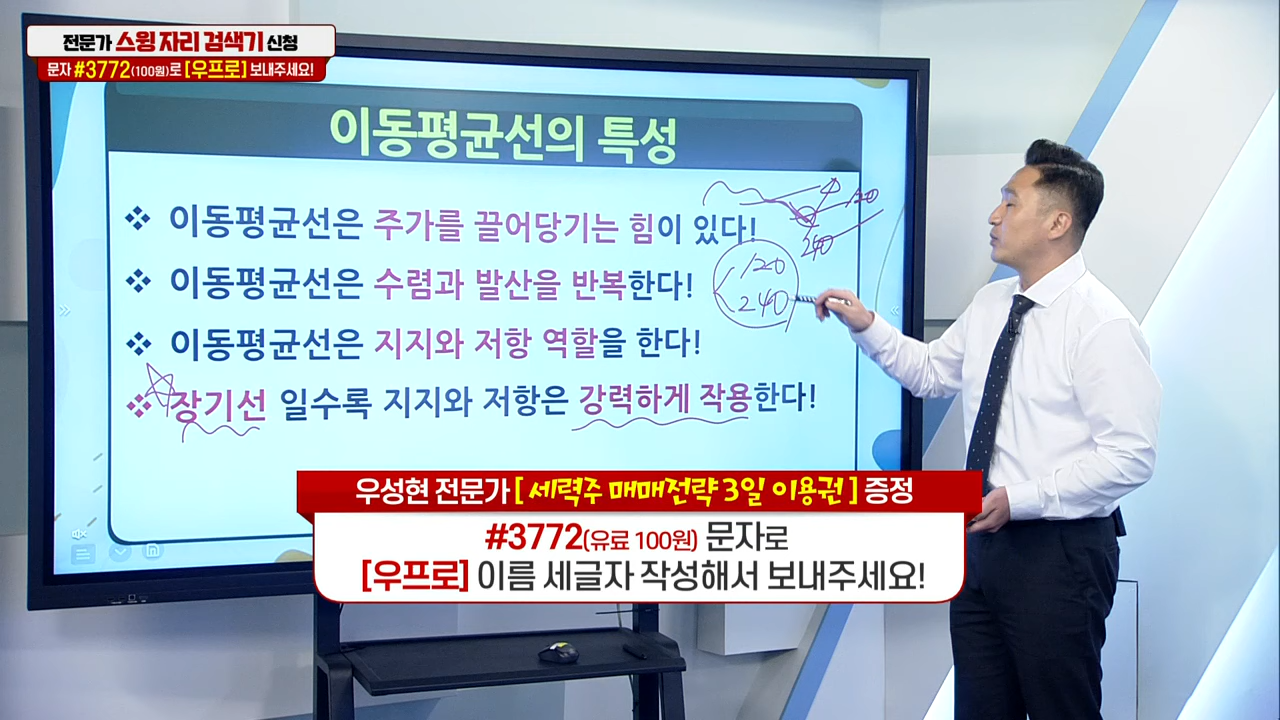 전문가 스윙 자리 검색기 신청
문자 #3772(100원)로 [우프로] 보내주세요!
이동평균선의 특성
❖ 이동평균선은 주가를 끌어당기는 힘이 있다!
❖ 이동평균선은 수렴과 발산을 반복한다!
❖ 이동평균선은 지지와 저항 역할을 한다!
❖ 장기선 일수록 지지와 저항은 강력하게 작용한다!
120
240
120
240
우성현 전문가 [ 세력주 매매전략 3일 이용권 ] 증정
#3772(유료 100원) 문자로
[우프로] 이름 세글자 작성해서 보내주세요!